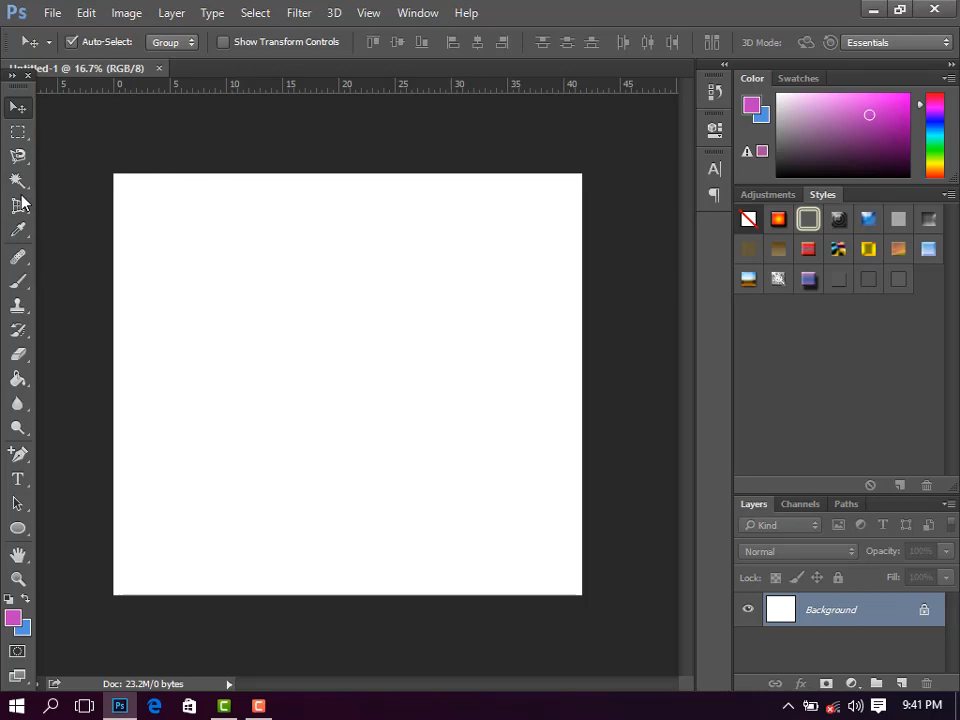 Ps File Edit Image Layer Type Select Filter 3D View Window Help
Auto-Select: Group Show Transform Controls 3D Mode: Essentials
Untitled-1 @ 16.7% (RGB/8) ×
5 0 5 10 15 20 25 30 35 40 45
Color Swatches
Adjustments Styles
Layers Channels Paths
Kind
Normal Opacity: 100%
Lock: Fill: 100%
Background
Doc: 23.2M/0 bytes
9:41 PM